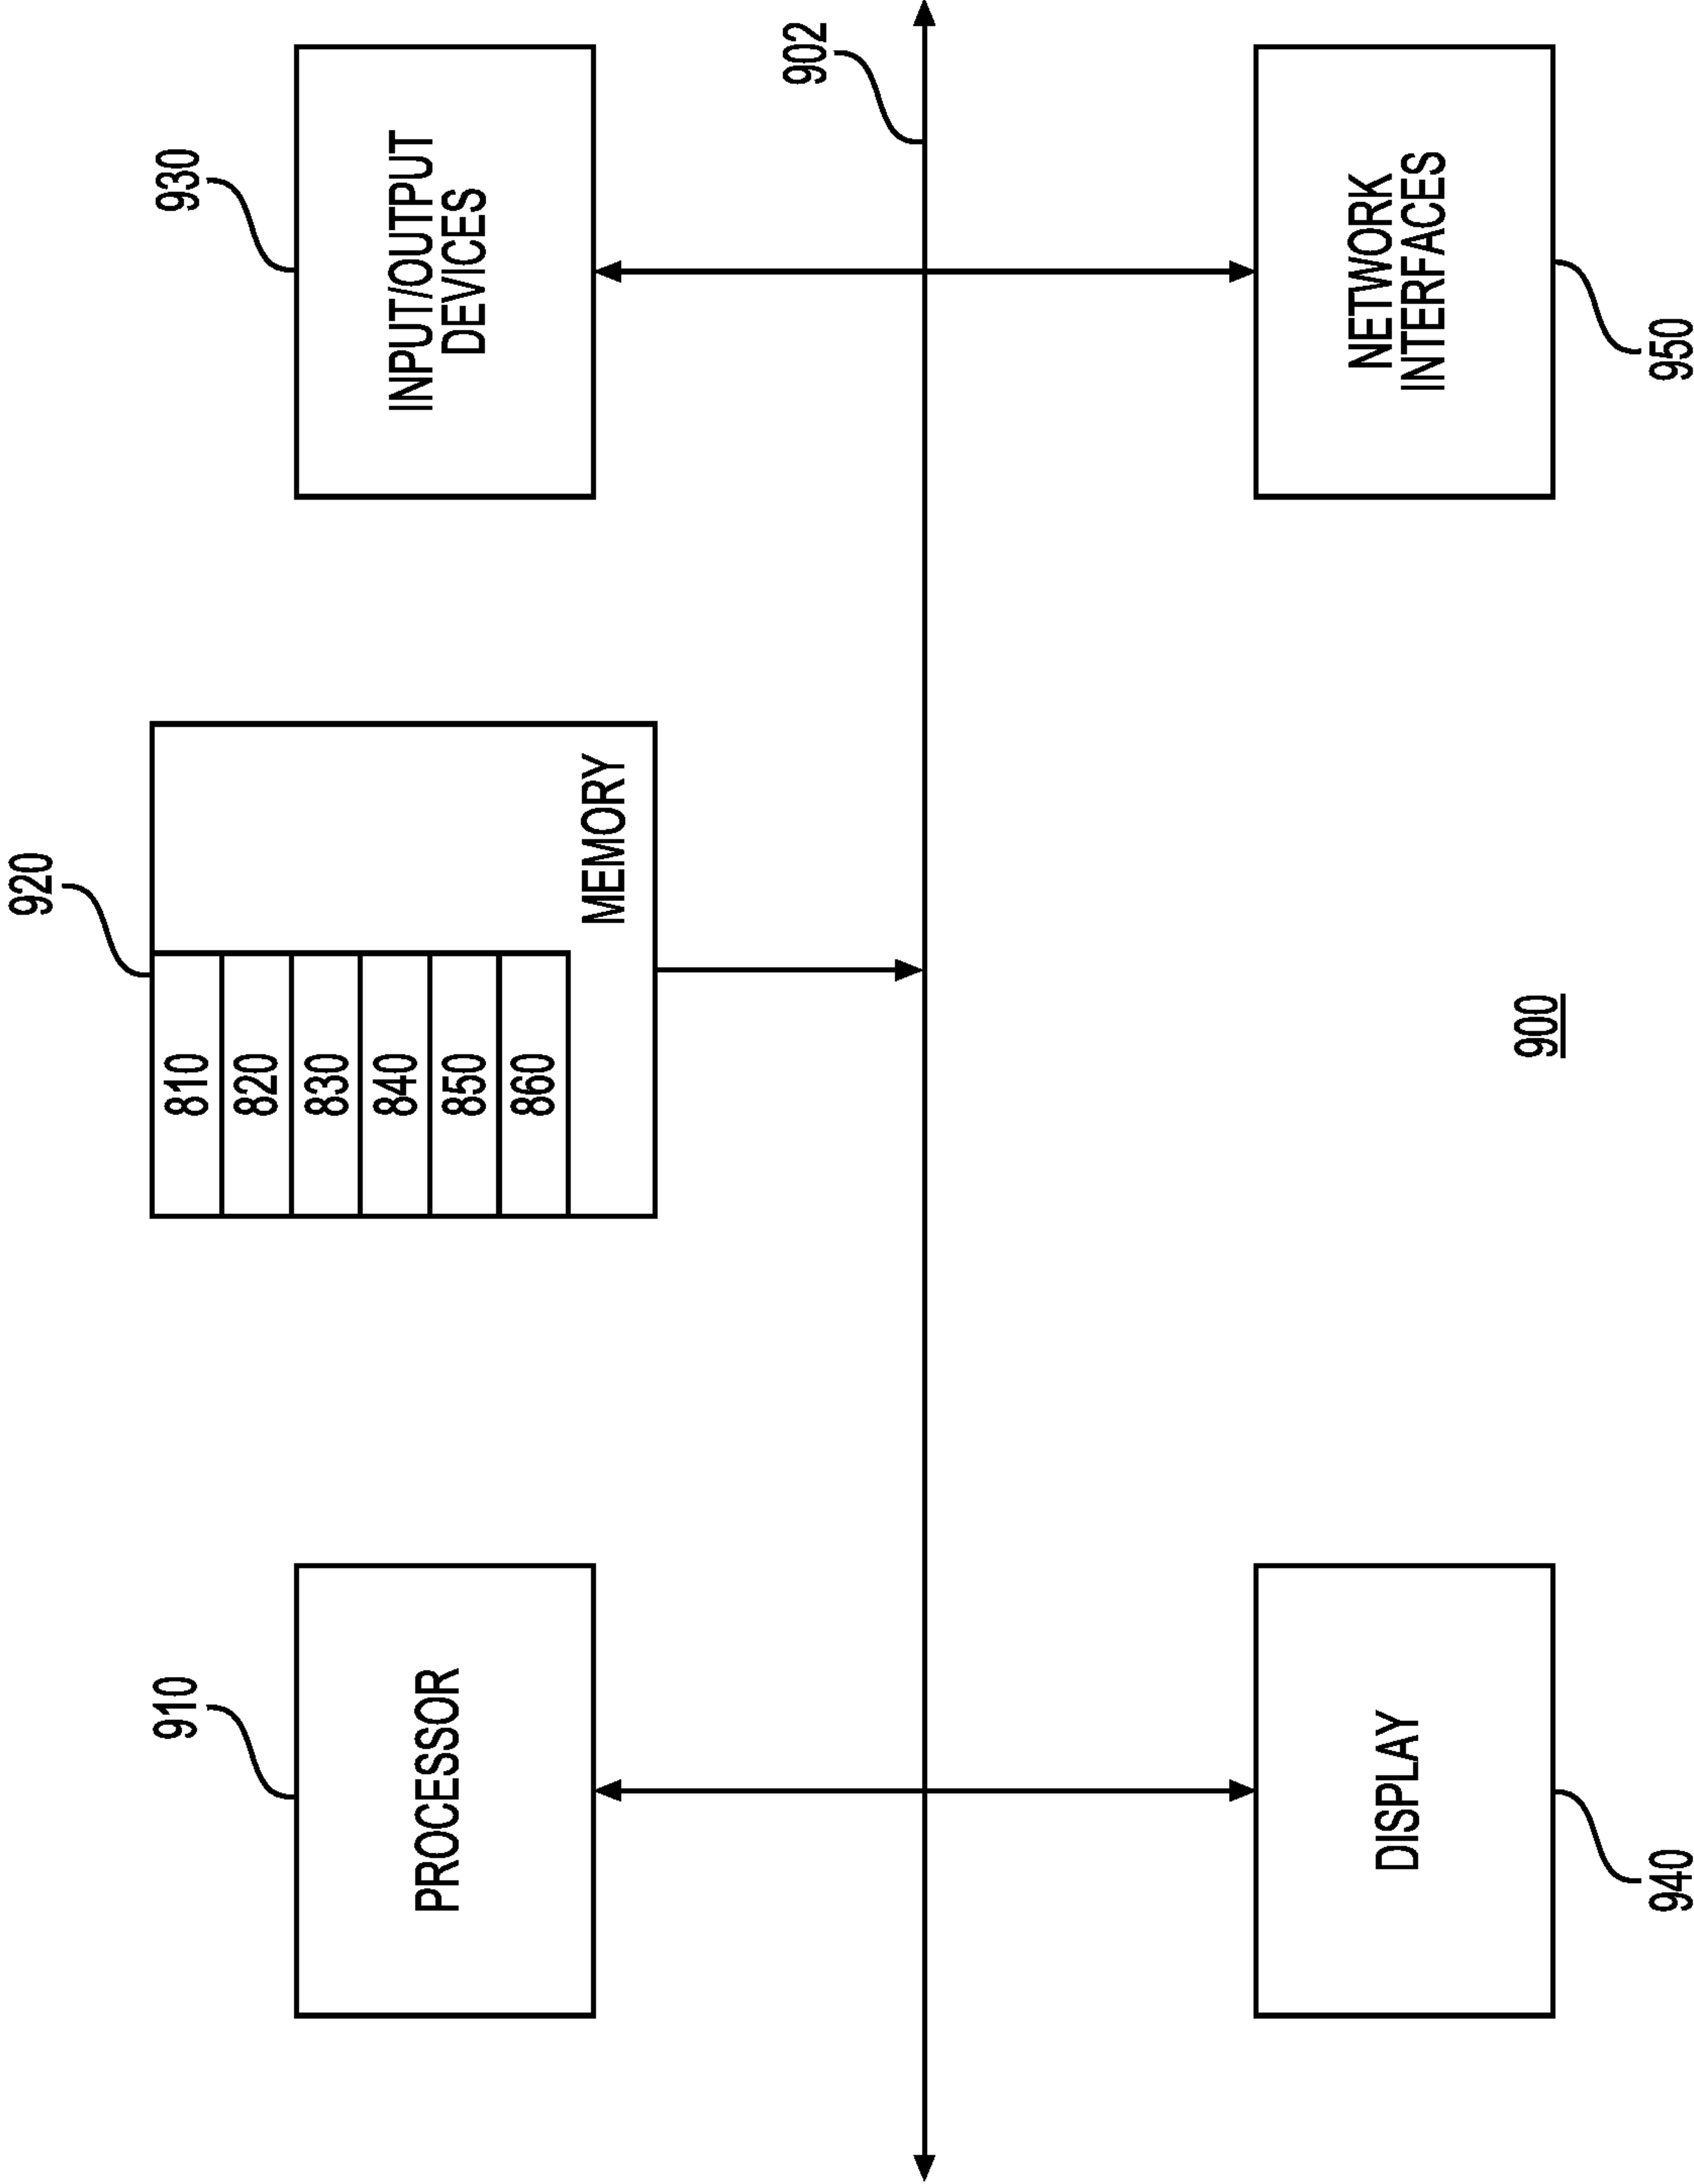 910
PROCESSOR
920
810
820
830
840
850
860
MEMORY
930
INPUT/OUTPUT
DEVICES
902
940
DISPLAY
900
950
NETWORK
INTERFACES